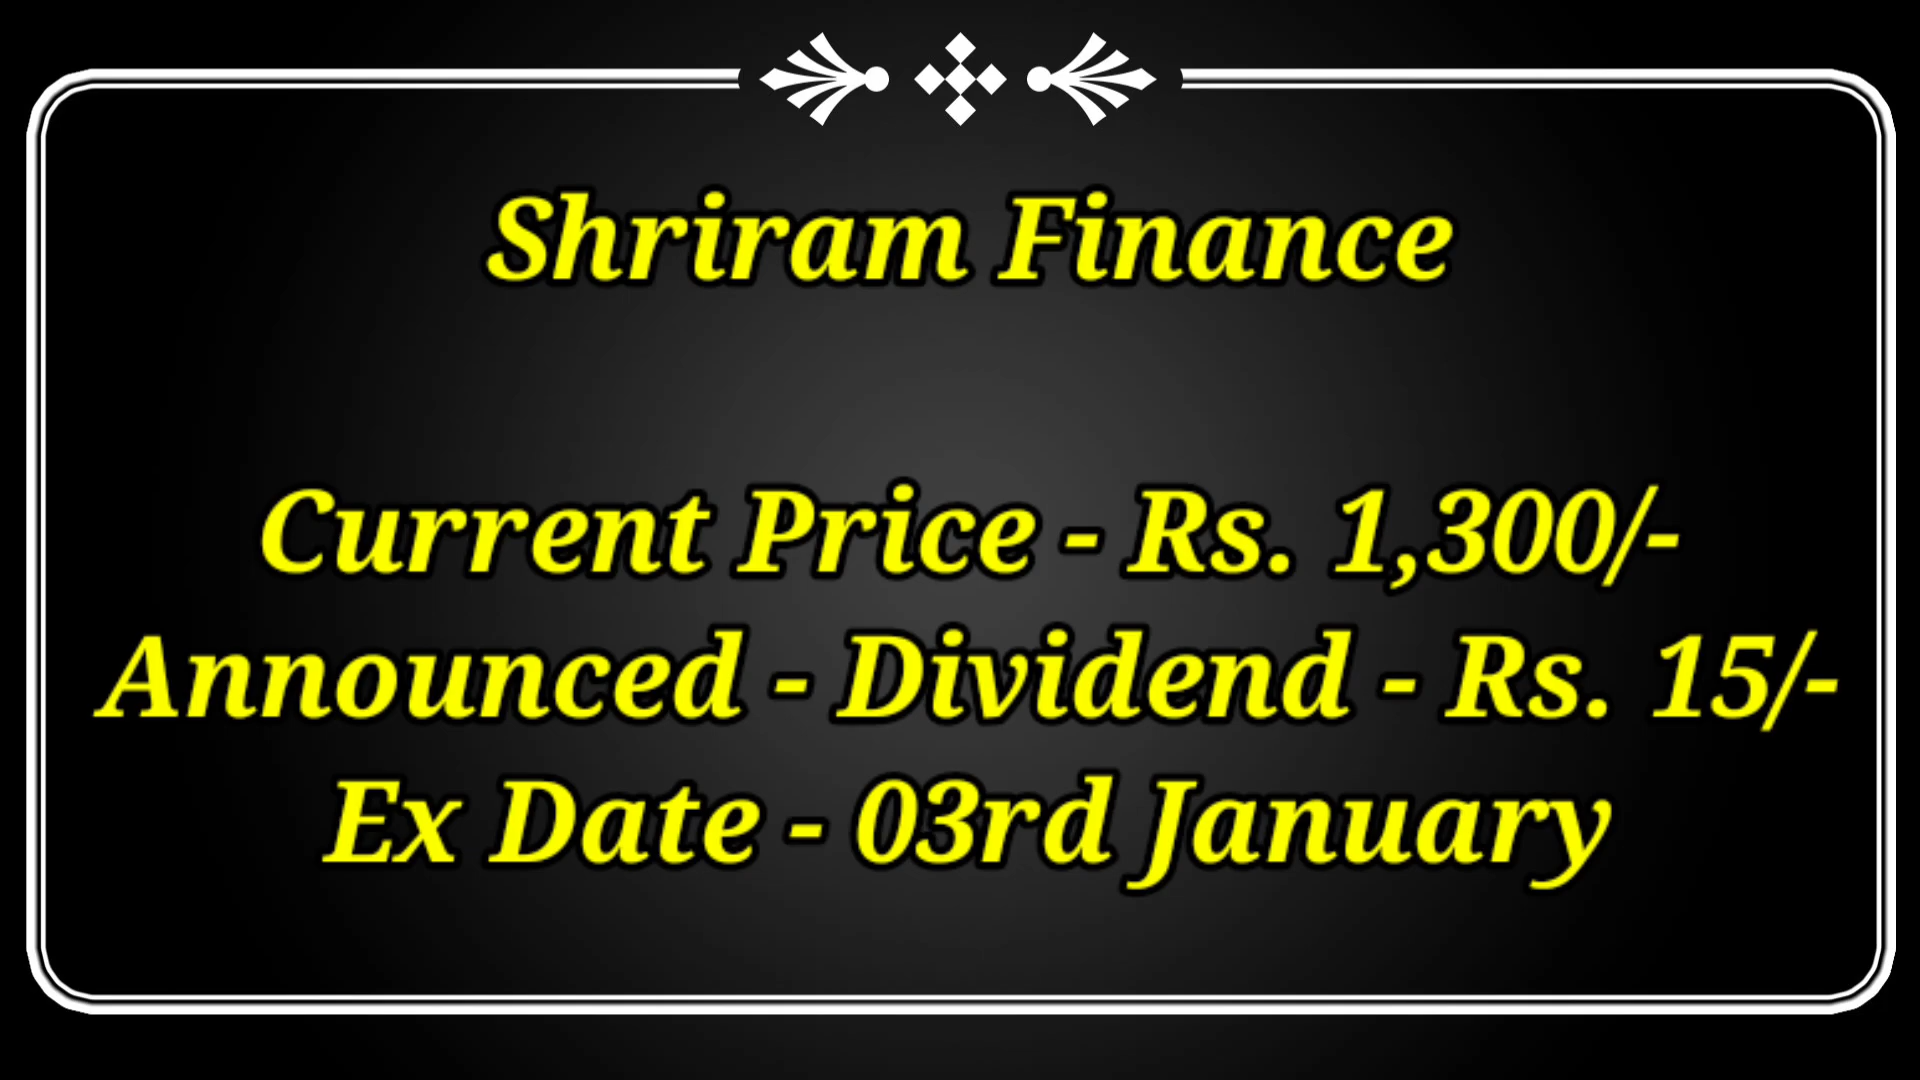 Shriram Finance
Current Price - Rs. 1,300/-
Announced - Dividend - Rs. 15/-
Ex Date - 03rd January